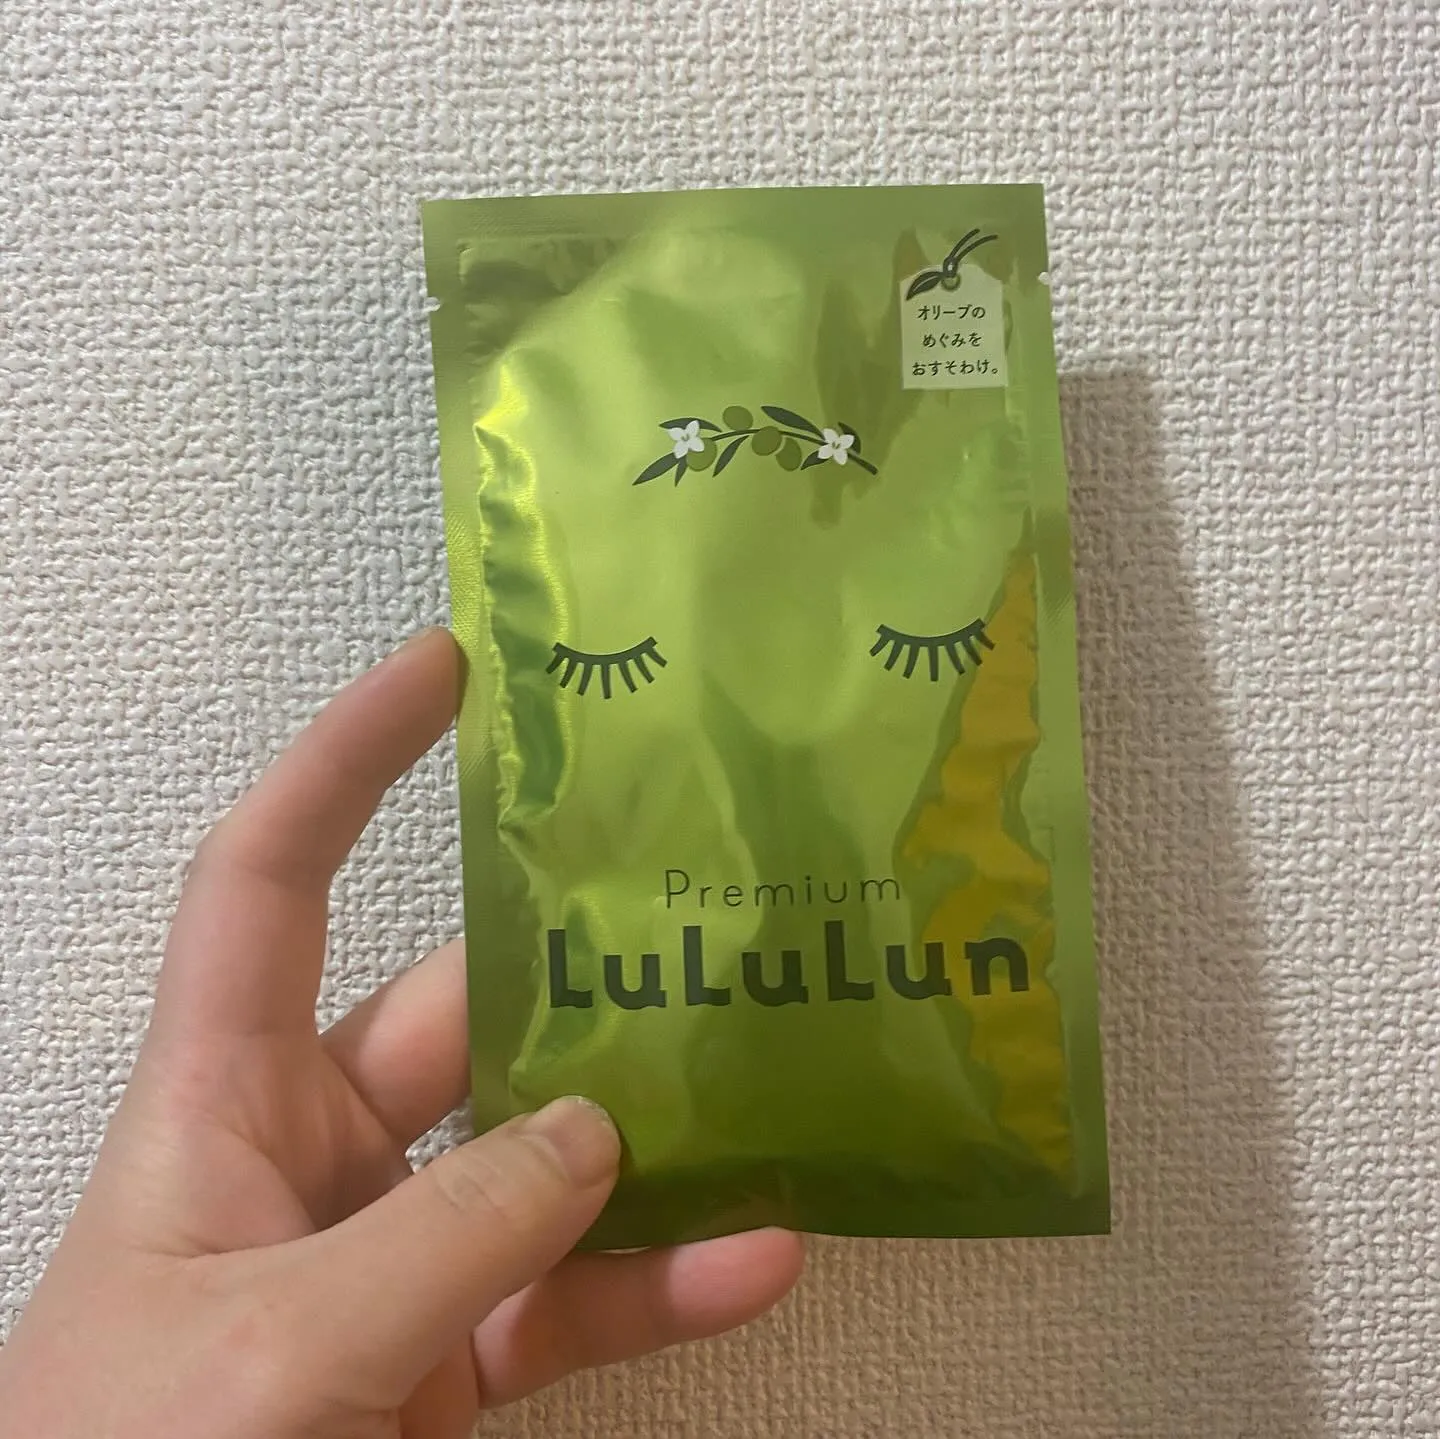 オリーブの
めぐみを
おすそわけ。
Premium
LuLuLun